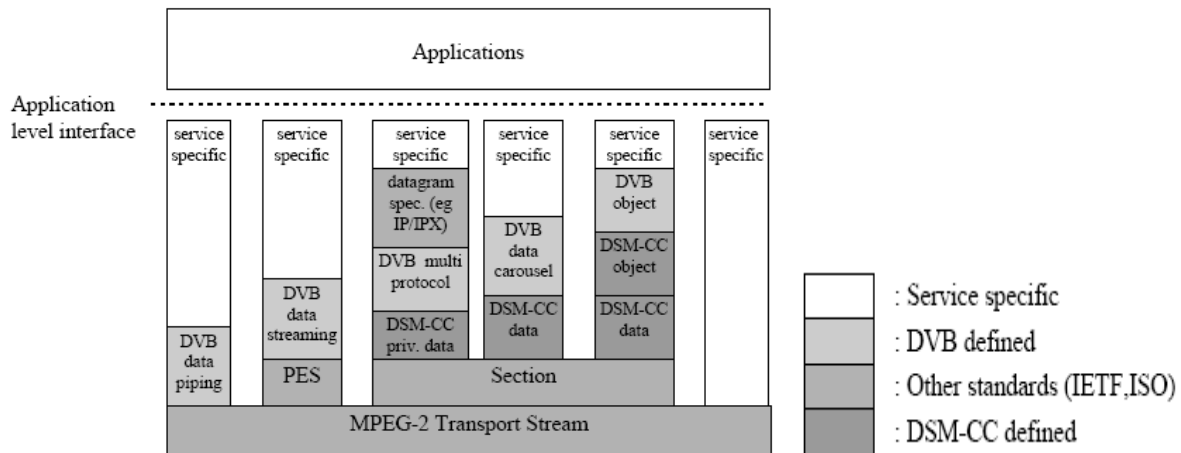 Applications
Application
level interface
service
specific
DVB
data
piping
service
specific
DVB
data
streaming
PES
service
specific
datagram
spec. (eg
IP/IPX)
DVB multi
protocol
DSM-CC
priv. data
service
specific
DVB
data
carousel
DSM-CC
data
service
specific
DVB
object
DSM-CC
object
DSM-CC
data
Section
service
specific
MPEG-2 Transport Stream
: Service specific
: DVB defined
: Other standards (IETF,ISO)
: DSM-CC defined